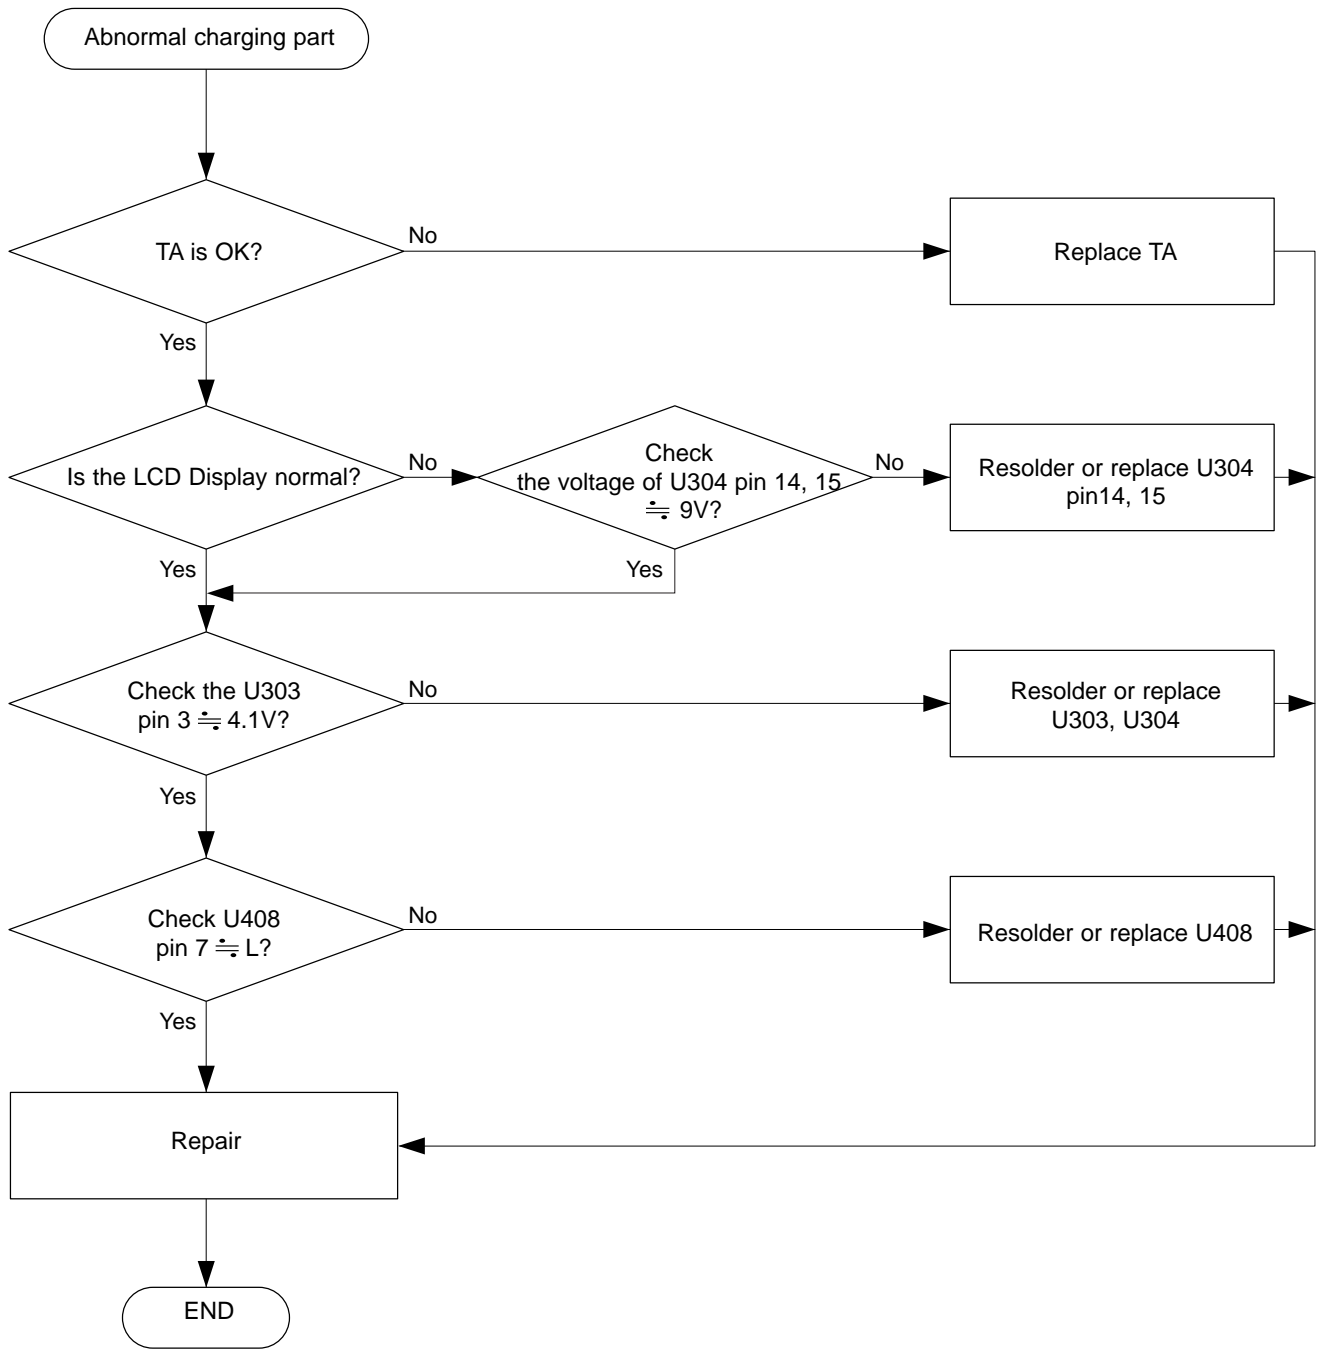 Abnormal charging part
TA is OK?
No
Replace TA
Yes
Is the LCD Display normal?
No
Check
the voltage of U304 pin 14, 15
≒ 9V?
No
Resolder or replace U304
pin14, 15
Yes
Yes
Check the U303
pin 3 ≒ 4.1V?
No
Resolder or replace
U303, U304
Yes
Check U408
pin 7 ≒ L?
No
Resolder or replace U408
Yes
Repair
END